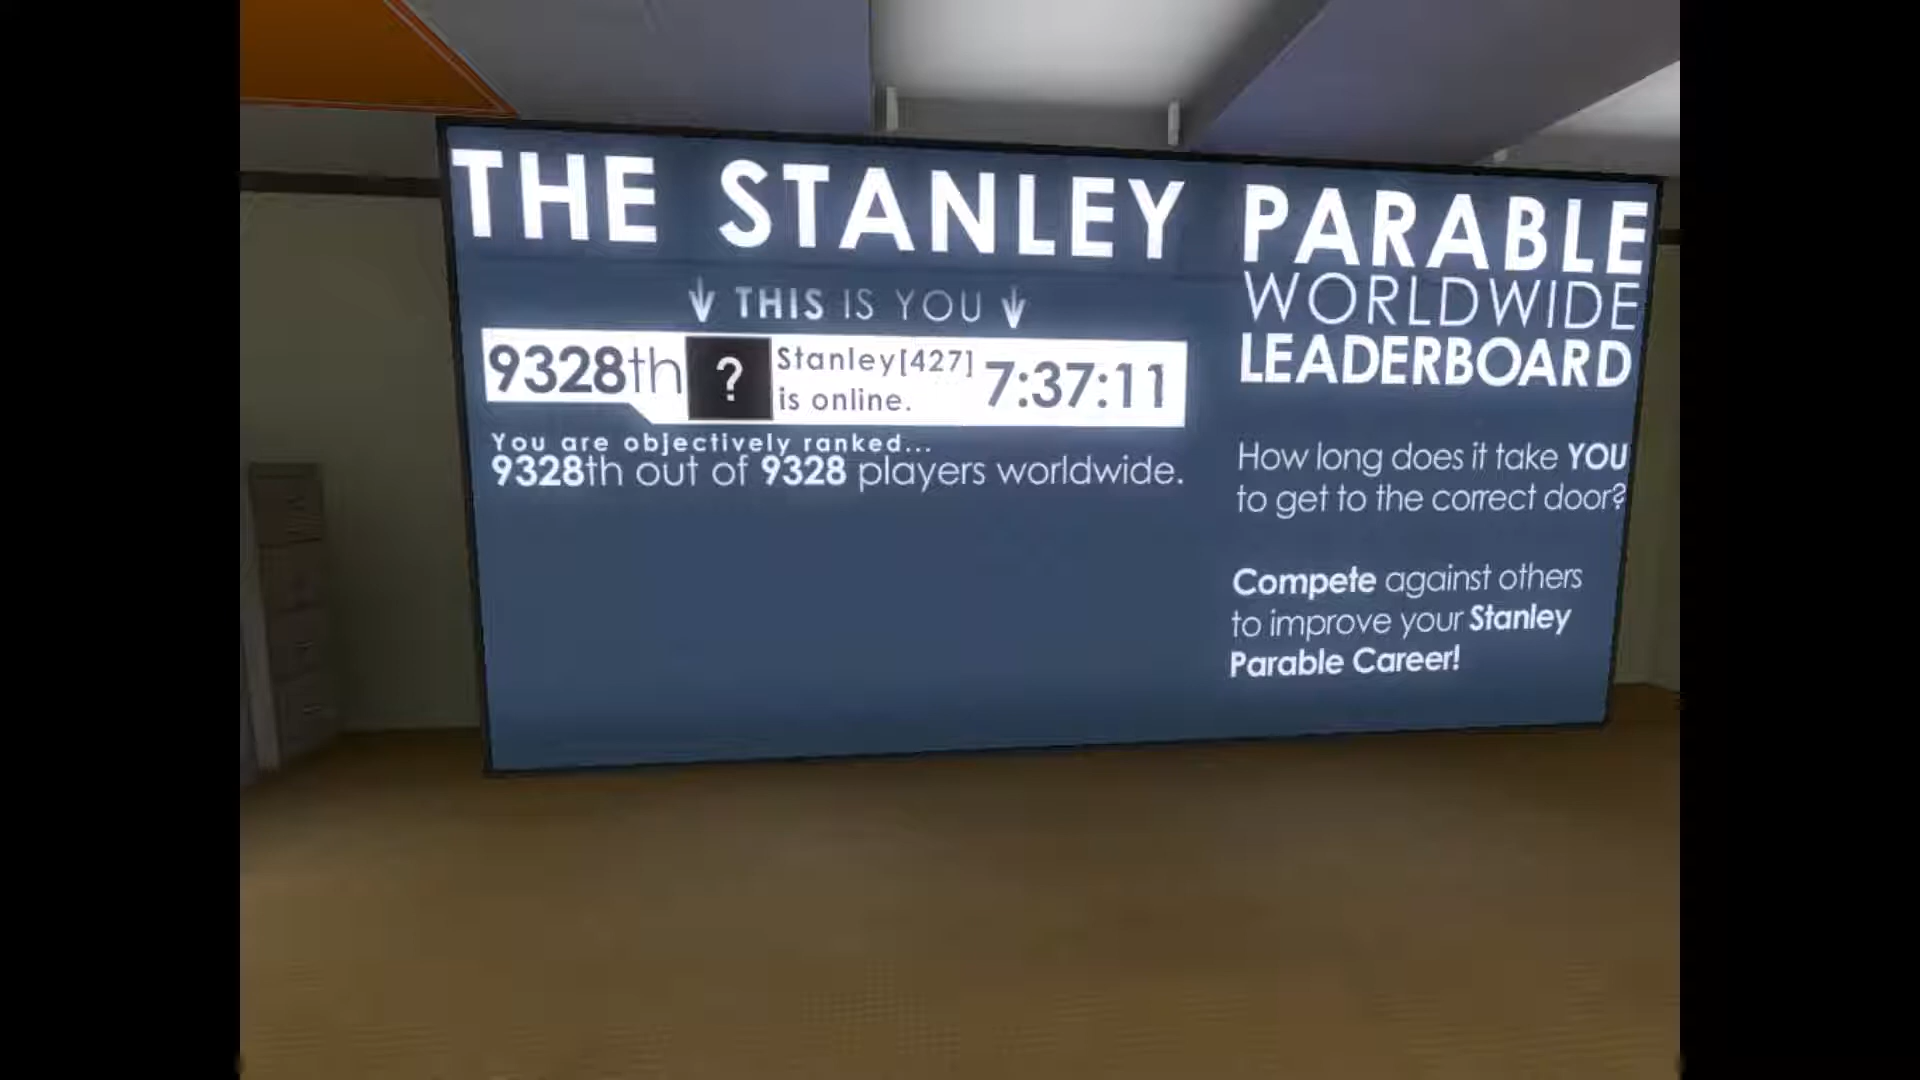 THE STANLEY PARABLE
WORLDWIDE
LEADERBOARD
THIS IS YOU
9328th ? Stanley[427] is online. 7:37:11
You are objectively ranked...
9328th out of 9328 players worldwide.
How long does it take YOU
to get to the correct door?
Compete against others
to improve your Stanley
Parable Career!